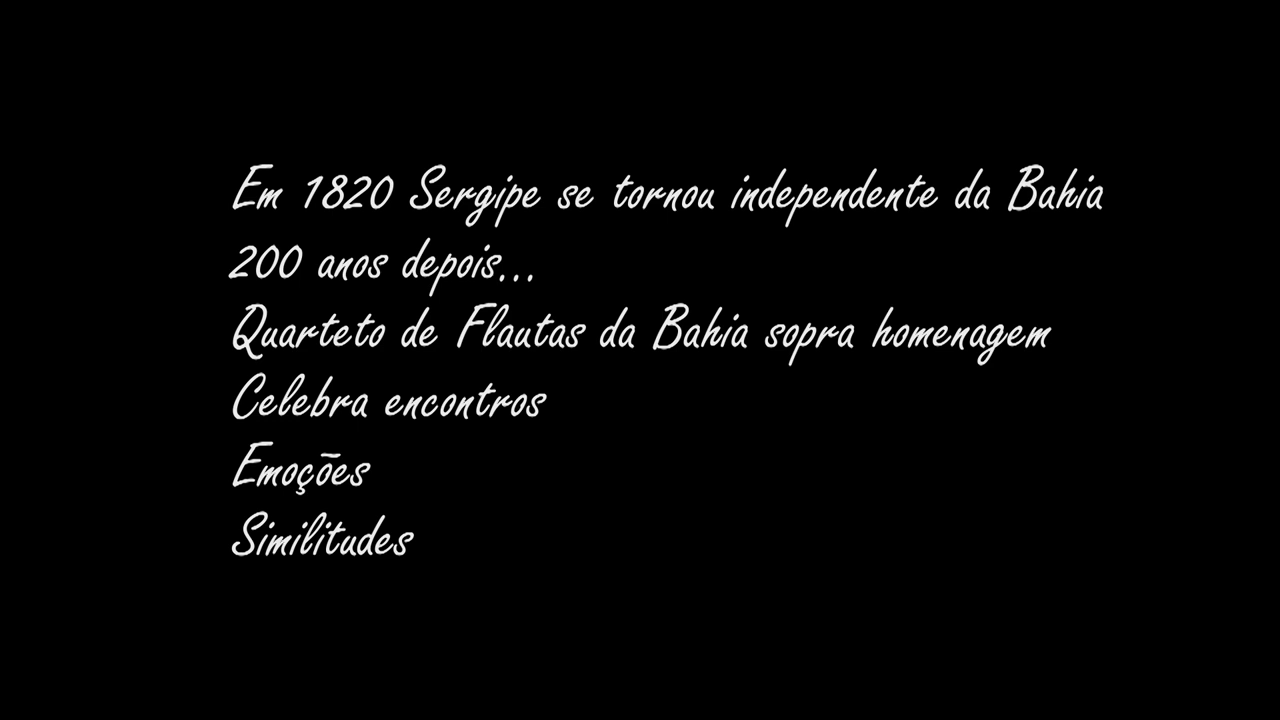 Em 1820 Sergipe se tornou independente da Bahia
200 anos depois...
Quarteto de Flautas da Bahia sopra homenagem
Celebra encontros
Emoções
Similitudes